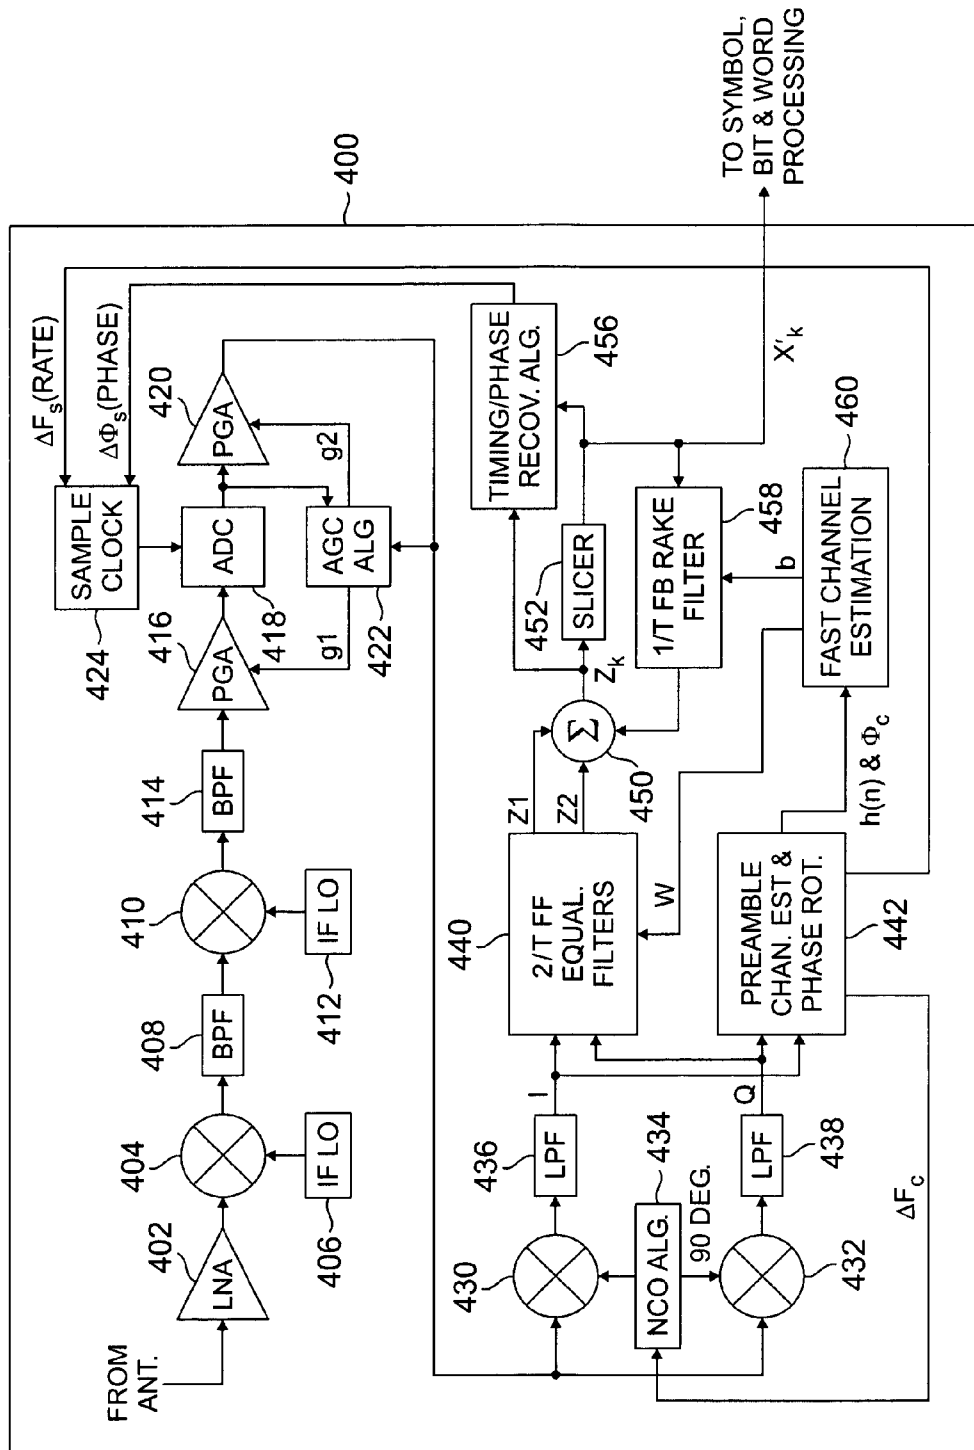 FROM
ANT.
LNA
402
404
IF LO
406
BPF
408
410
IF LO
412
BPF
414
PGA
416
ADC
418
SAMPLE
CLOCK
424
ΔF_s(RATE)
ΔΦ_s(PHASE)
PGA
420
g1
g2
AGC
ALG
422
400
430
NCO ALG.
434
90 DEG.
432
LPF
436
LPF
438
I
Q
ΔF_c
2/T FF
EQUAL.
FILTERS
440
PREAMBLE
CHAN. EST &
PHASE ROT.
442
W
Z1
Z2
Σ
450
Z_k
SLICER
452
TIMING/PHASE
RECOV. ALG.
456
1/T FB RAKE
FILTER
458
b
FAST CHANNEL
ESTIMATION
460
h(n) & Φ_c
X'_k
TO SYMBOL,
BIT & WORD
PROCESSING